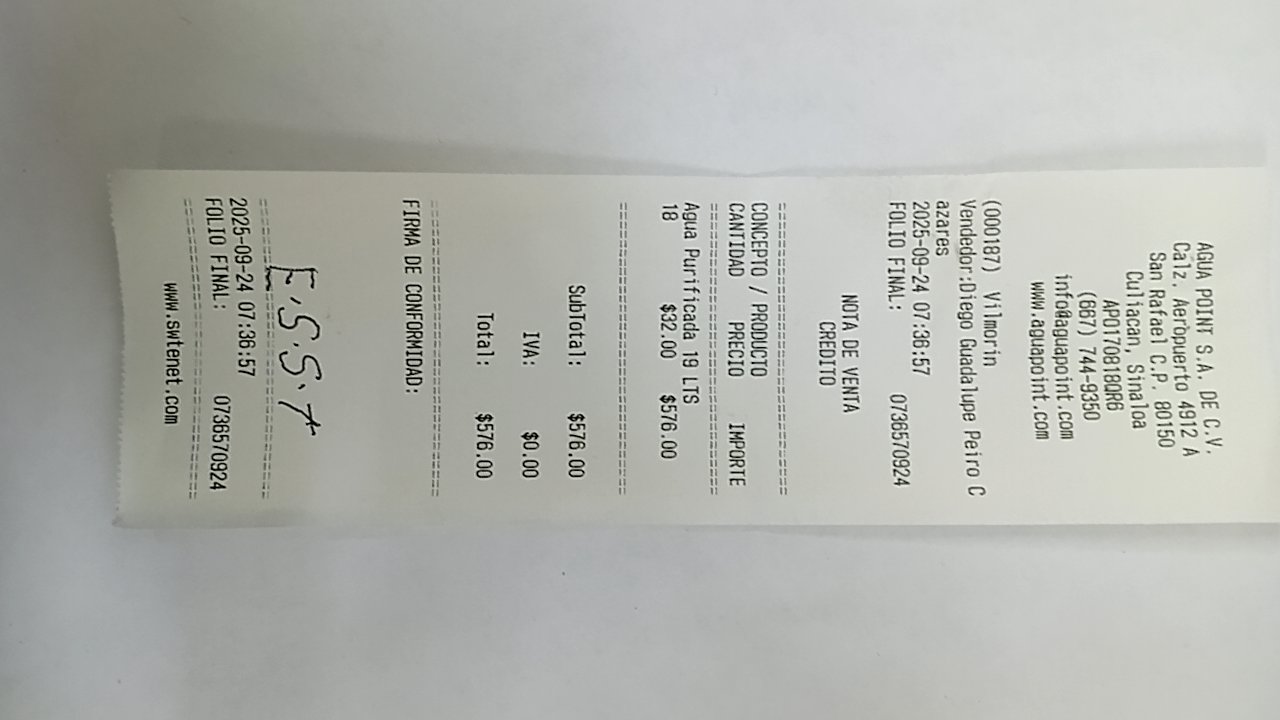 AGUA POINT S.A. DE C.V.
Calz. Aeropuerto 4912 A
San Rafael C.P. 80150
Culiacan, Sinaloa
APO170818QR6
(667) 744-9350
info@aguapoint.com
www.aguapoint.com
(000187) Vilmorin
Vendedor:Diego Guadalupe Peiro C
azares
2025-09-24 07:36:57
FOLIO FINAL: 0736570924
NOTA DE VENTA
CREDITO
================================
CONCEPTO / PRODUCTO
CANTIDAD PRECIO IMPORTE
================================
Agua Purificada 19 LTS
18 $32.00 $576.00
================================
SubTotal: $576.00
IVA: $0.00
Total: $576.00
================================
FIRMA DE CONFORMIDAD:
E.S.S.T
================================
2025-09-24 07:36:57
FOLIO FINAL: 0736570924
================================
www.swtenet.com